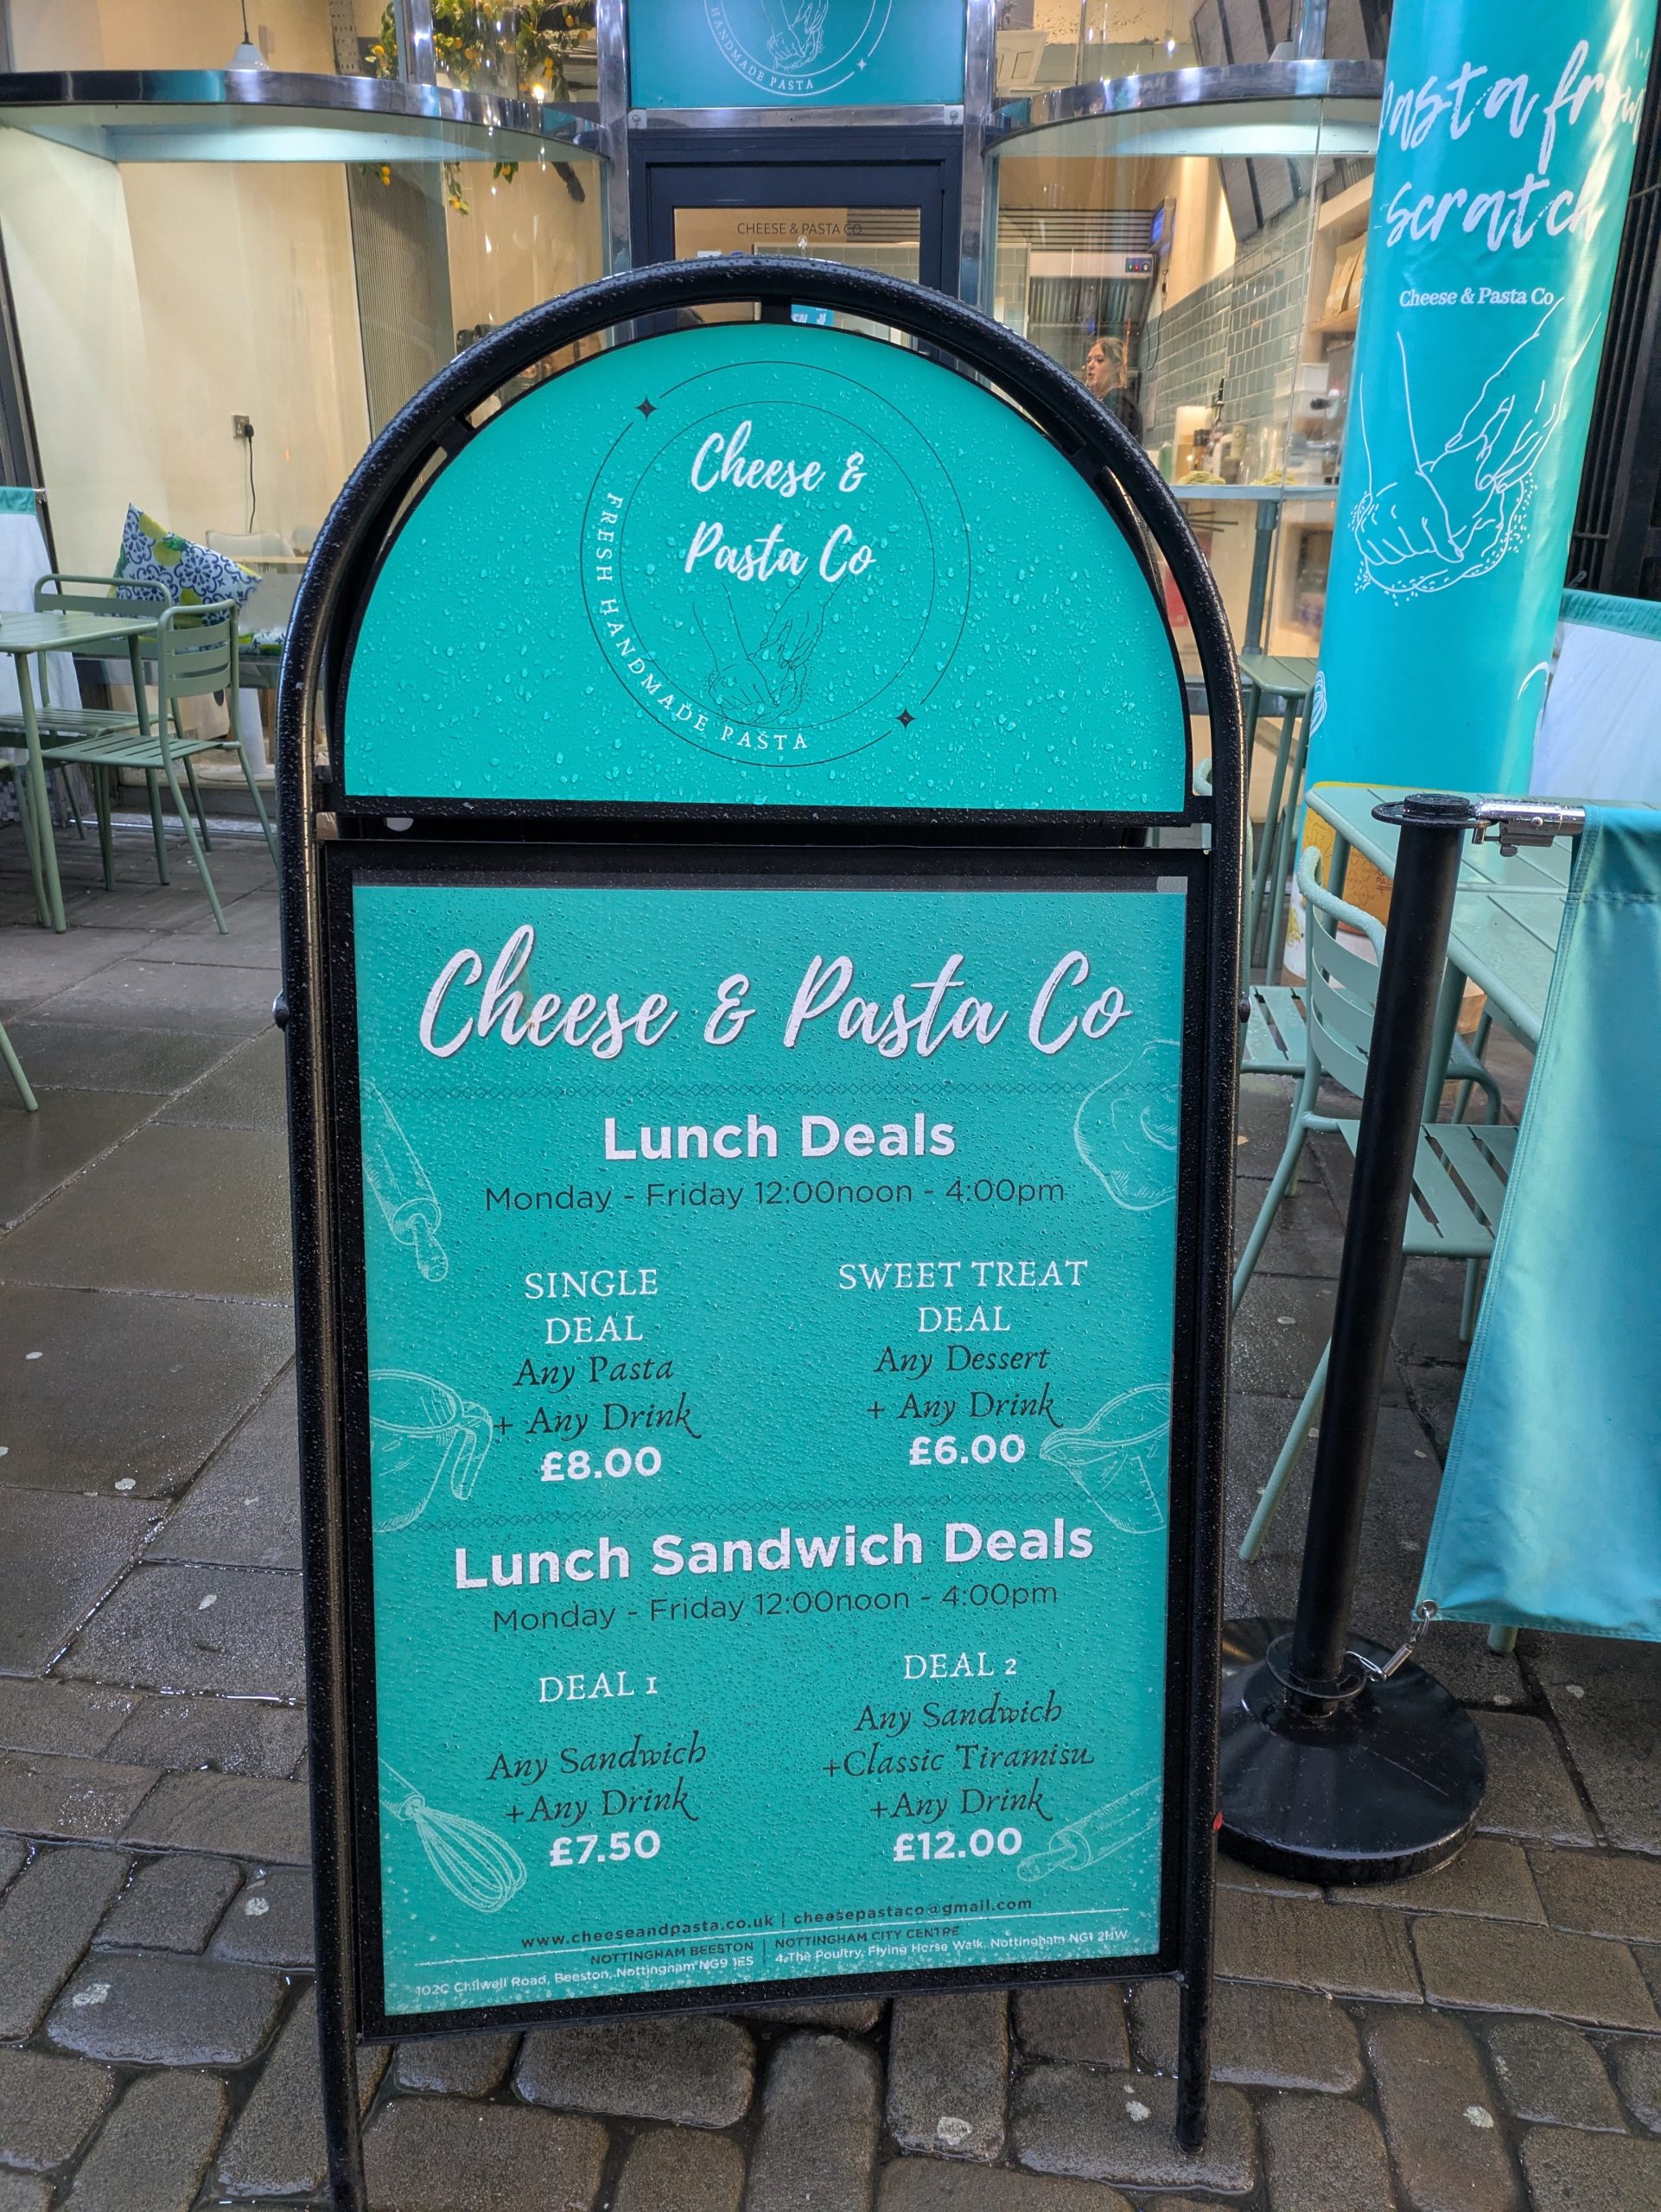 HANDMADE PASTA
Pasta from
scratch
Cheese & Pasta Co
CHEESE & PASTA CO.
Cheese &
Pasta Co
FRESH HANDMADE PASTA
Cheese & Pasta Co
Lunch Deals
Monday - Friday 12:00noon - 4:00pm
SINGLE
DEAL
Any Pasta
+ Any Drink
£8.00
SWEET TREAT
DEAL
Any Dessert
+ Any Drink
£6.00
Lunch Sandwich Deals
Monday - Friday 12:00noon - 4:00pm
DEAL 1
Any Sandwich
+Any Drink
£7.50
DEAL 2
Any Sandwich
+Classic Tiramisu
+Any Drink
£12.00
www.cheeseandpasta.co.uk | cheesepastaco@gmail.com
NOTTINGHAM BEESTON
102C Chilwell Road, Beeston, Nottingham NG9 1ES
NOTTINGHAM CITY CENTRE
4 The Poultry, Flying Horse Walk, Nottingham NG1 2HW